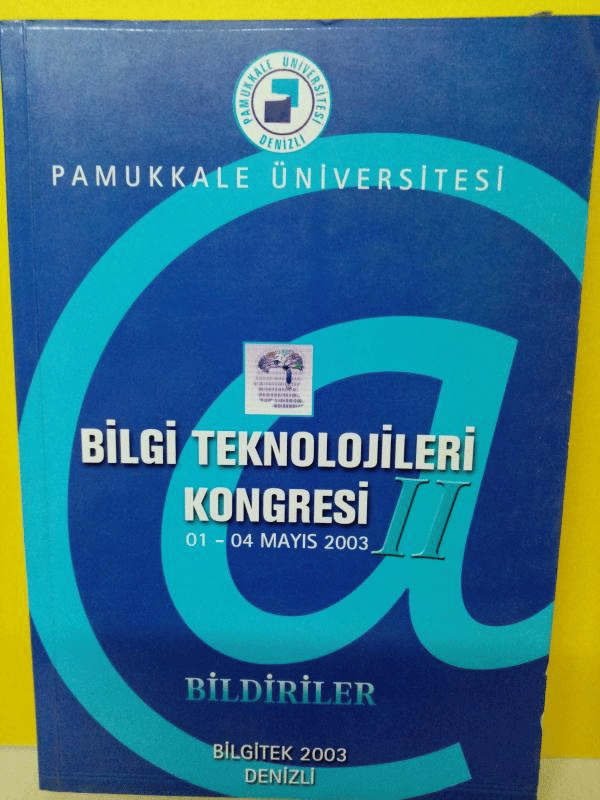 PAMUKKALE ÜNİVERSİTESİ
DENİZLİ
PAMUKKALE ÜNİVERSİTESİ
BİLGİ TEKNOLOJİLERİ
KONGRESİ II
01 - 04 MAYIS 2003
BİLDİRİLER
BİLGİTEK 2003
DENİZLİ